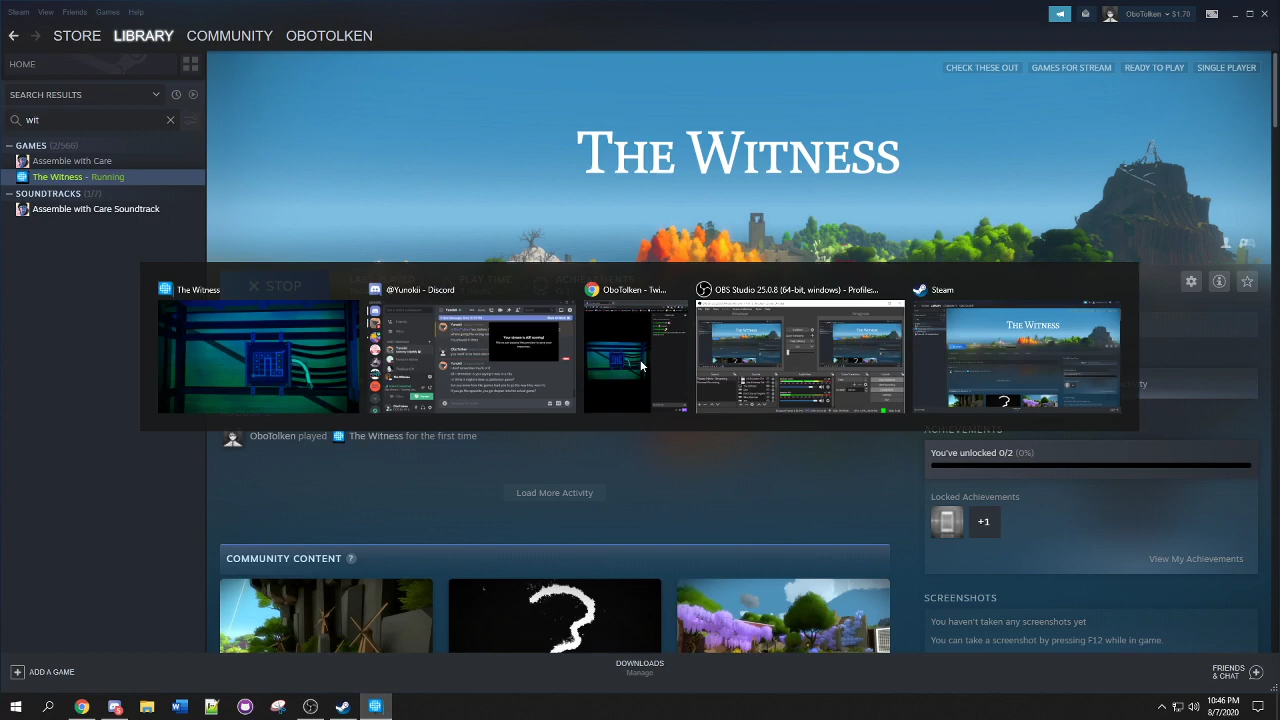 Steam View Friends Games Help
OboTolken $1.70
STORE LIBRARY COMMUNITY OBOTOLKEN
HOME
CHECK THESE OUT GAMES FOR STREAM READY TO PLAY SINGLE PLAYER
SEARCH RESULTS
wit
GAMES (2/566)
Assemble with Care
The Witness - Running
SOUNDTRACKS (1/7)
Assemble with Care Soundtrack
THE WITNESS
STOP
PLAY TIME
ACHIEVEMENTS
The Witness
@Yunokii - Discord
OboTolken - Twi...
OBS Studio 25.0.8 (64-bit, windows) - Profile:...
Steam
THE WITNESS
OboTolken played The Witness for the first time
Load More Activity
ACHIEVEMENTS
You've unlocked 0/2 (0%)
Locked Achievements
+1
View My Achievements
COMMUNITY CONTENT ?
SCREENSHOTS
You haven't taken any screenshots yet
You can take a screenshot by pressing F12 while in game.
ADD A GAME
DOWNLOADS
Manage
FRIENDS
& CHAT
10:46 PM
8/7/2020